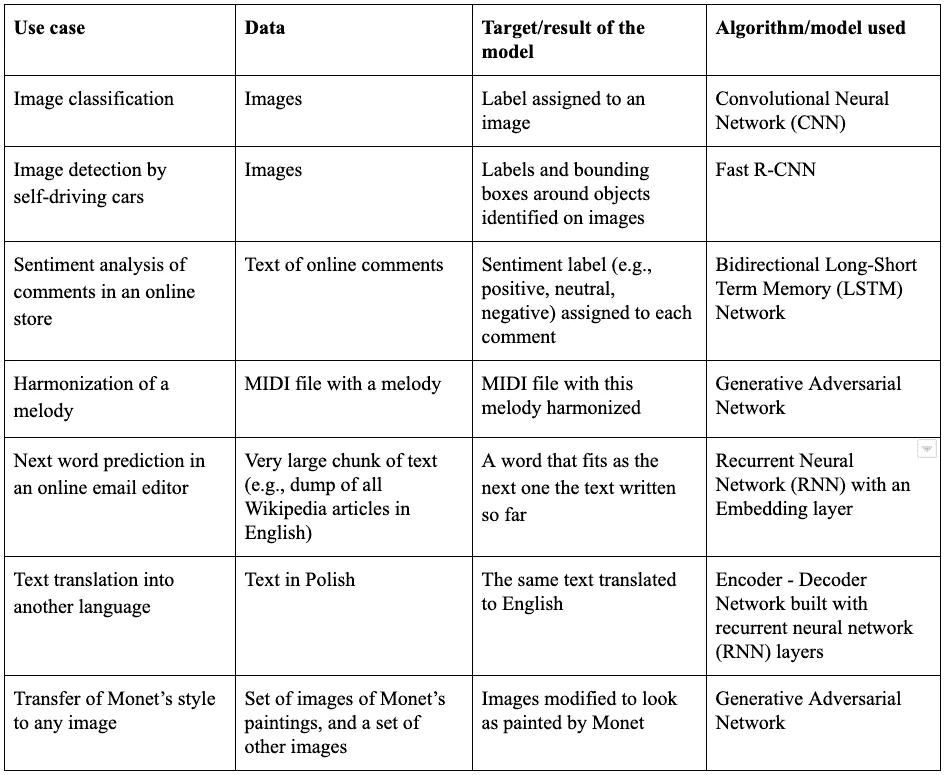 Use case
Data
Target/result of the
model
Algorithm/model used
Image classification
Images
Label assigned to an
image
Convolutional Neural
Network (CNN)
Image detection by
self-driving cars
Images
Labels and bounding
boxes around objects
identified on images
Fast R-CNN
Sentiment analysis of
comments in an online
store
Text of online comments
Sentiment label (e.g.,
positive, neutral,
negative) assigned to each
comment
Bidirectional Long-Short
Term Memory (LSTM)
Network
Harmonization of a
melody
MIDI file with a melody
MIDI file with this
melody harmonized
Generative Adversarial
Network
Next word prediction in
an online email editor
Very large chunk of text
(e.g., dump of all
Wikipedia articles in
English)
A word that fits as the
next one the text written
so far
Recurrent Neural
Network (RNN) with an
Embedding layer
Text translation into
another language
Text in Polish
The same text translated
to English
Encoder - Decoder
Network built with
recurrent neural network
(RNN) layers
Transfer of Monet’s style
to any image
Set of images of Monet’s
paintings, and a set of
other images
Images modified to look
as painted by Monet
Generative Adversarial
Network